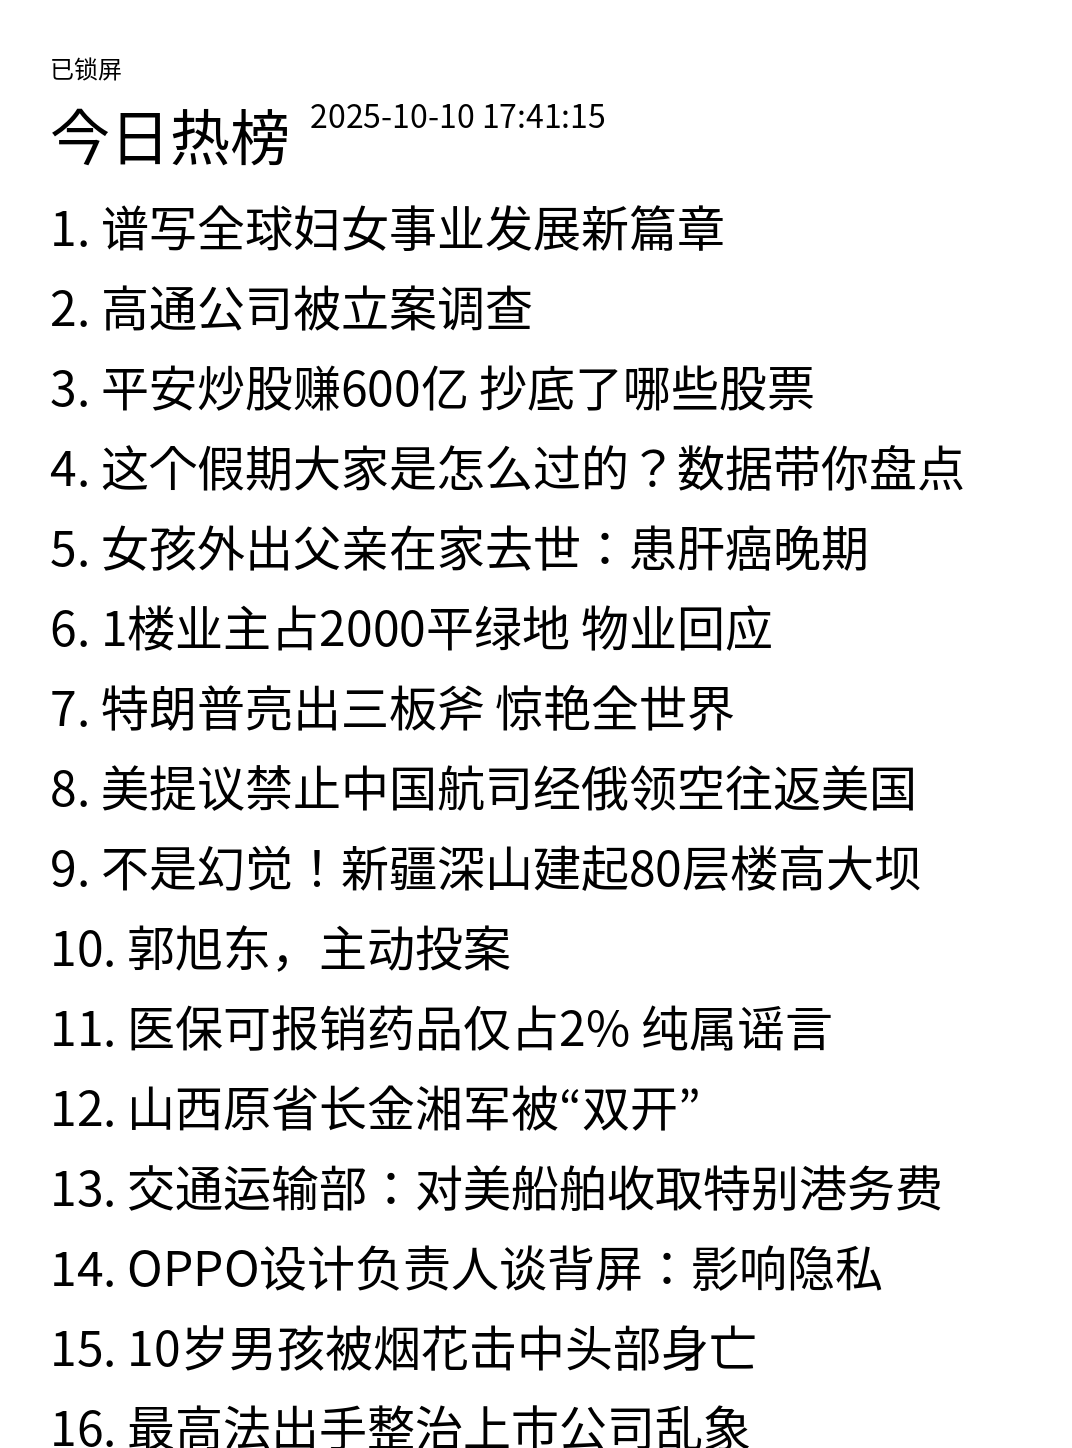 已锁屏
今日热榜 2025-10-10 17:41:15
1. 谱写全球妇女事业发展新篇章
2. 高通公司被立案调查
3. 平安炒股赚600亿 抄底了哪些股票
4. 这个假期大家是怎么过的？数据带你盘点
5. 女孩外出父亲在家去世：患肝癌晚期
6. 1楼业主占2000平绿地 物业回应
7. 特朗普亮出三板斧 惊艳全世界
8. 美提议禁止中国航司经俄领空往返美国
9. 不是幻觉！新疆深山建起80层楼高大坝
10. 郭旭东，主动投案
11. 医保可报销药品仅占2% 纯属谣言
12. 山西原省长金湘军被“双开”
13. 交通运输部：对美船舶收取特别港务费
14. OPPO设计负责人谈背屏：影响隐私
15. 10岁男孩被烟花击中头部身亡
16. 最高法出手整治上市公司乱象